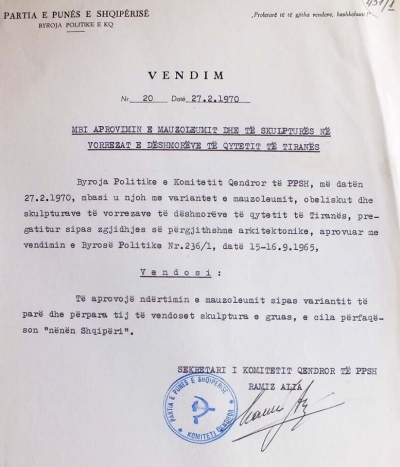 431/1
PARTIA E PUNËS E SHQIPËRISË
BYROJA POLITIKE E KQ
„Proletarë të të gjitha vendeve, bashkohuni!"
VENDIM
Nr 20 Datë 27.2.1970
MBI APROVIMIN E MAUZOLEUMIT DHE TË SKULPTURËS NË
VORREZAT E DËSHMORËVE TË QYTETIT TË TIRANËS
Byroja Politike e Komitetit Qendror të PPSH, më datën
27.2.1970, mbasi u njoh me variantet e mauzoleumit, obeliskut dhe
skulpturave të vorrezave të dëshmorëve të qytetit të Tiranës, pre-
gatitur sipas zgjidhjes së përgjithshme arkitektonike, aprovuar me
vendimin e Byrosë Politike Nr.236/1, datë 15-16.9.1965,
Vendosi:
Të aprovojë ndërtimin e mauzoleumit sipas variantit të
parë dhe përpara tij të vendoset skulptura e gruas, e cila përfaqë-
son "nënën Shqipëri".
SEKRETARI I KOMITETIT QENDROR TË PPSH
RAMIZ ALIA
PARTIA E PUNËS E SHQIPËRISË
KOMITETI QENDROR